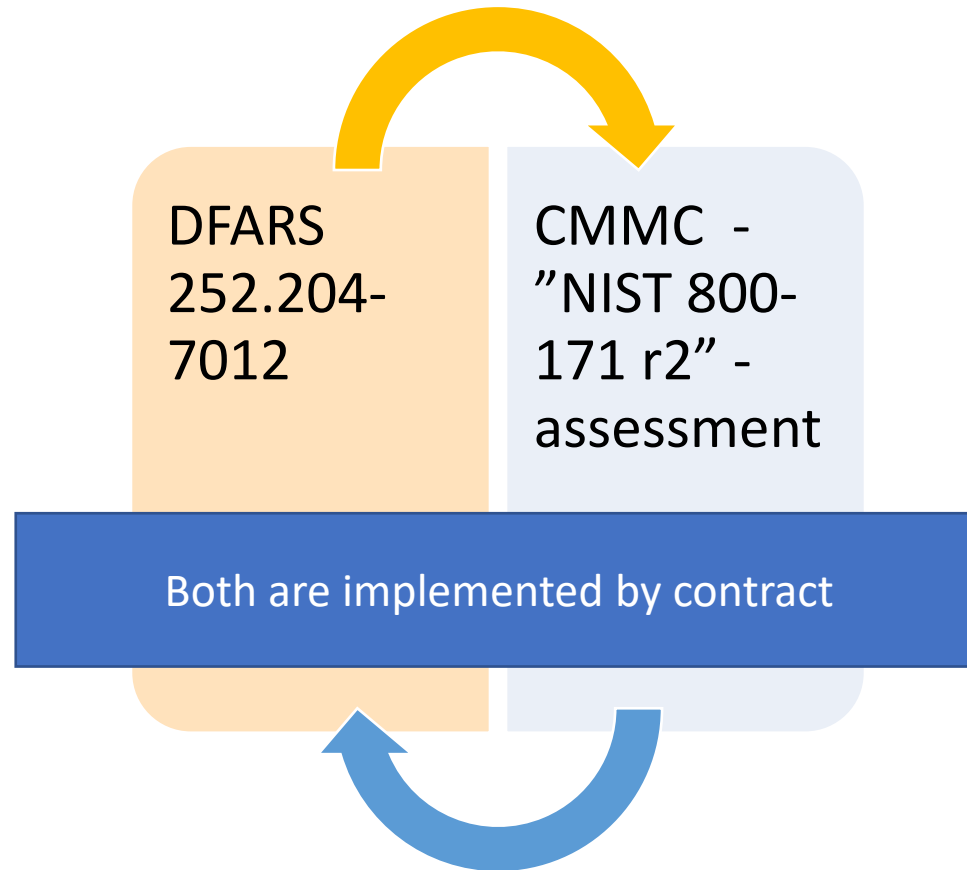 DFARS
252.204-
7012
CMMC  -
”NIST 800-
171 r2” -
assessment
Both are implemented by contract